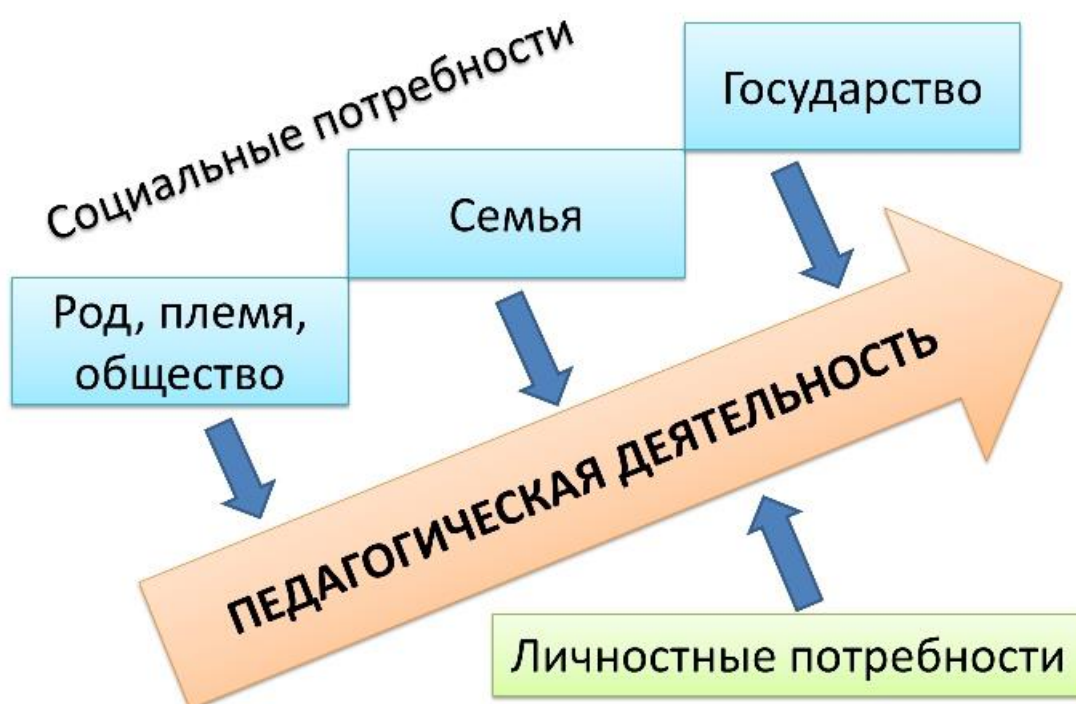 Социальные потребности
Государство
Семья
Род, племя,
общество
ПЕДАГОГИЧЕСКАЯ ДЕЯТЕЛЬНОСТЬ
Личностные потребности